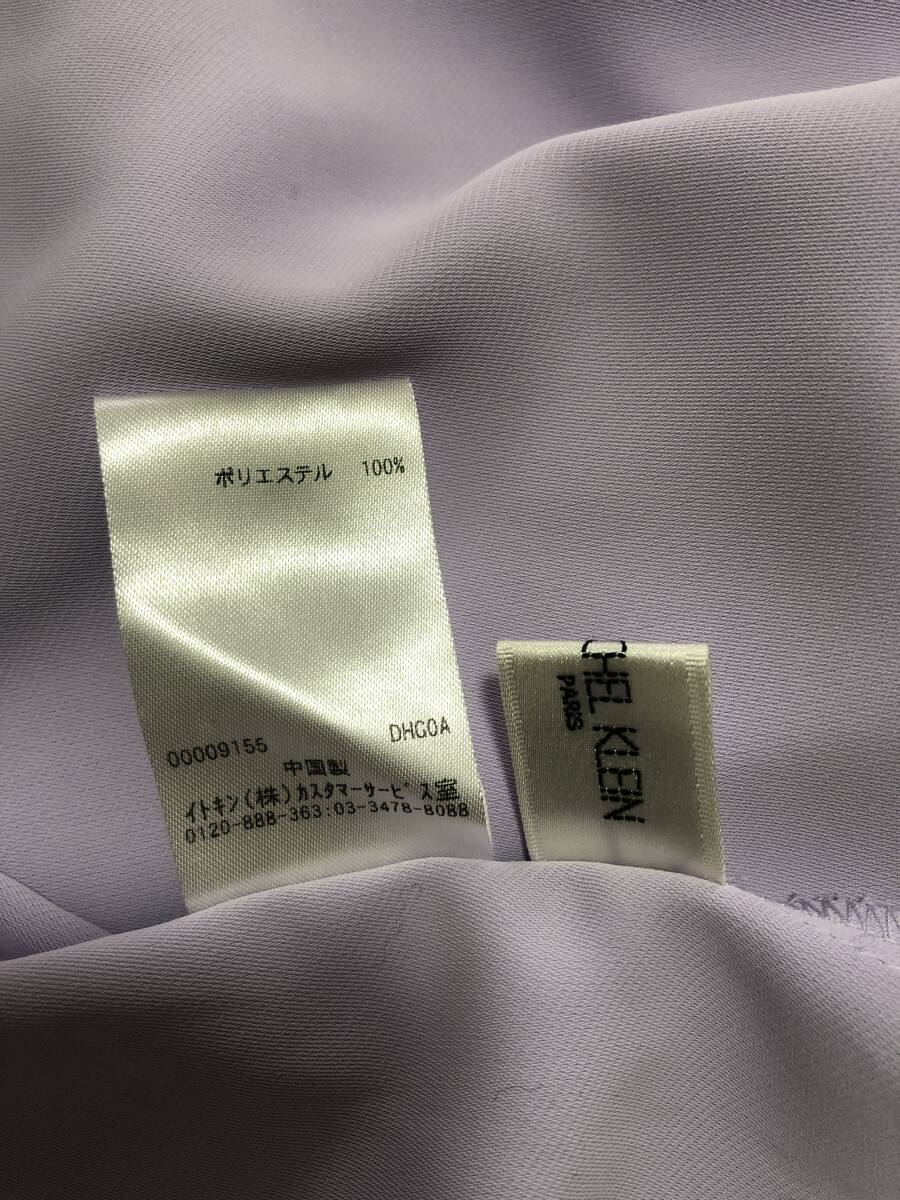 ポリエステル 100%
DHG0A
00009155
中国製
イトキン(株)カスタマーサービス室
0120-888-363:03-3478-8088
CHEL KLEIN
PARIS